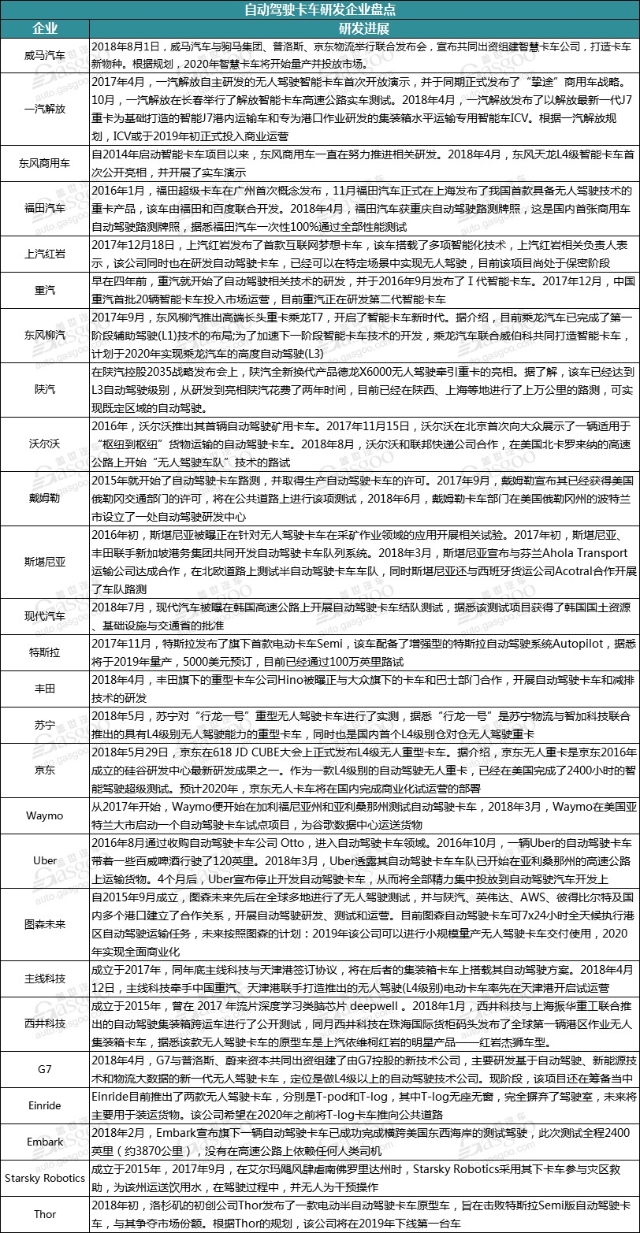 自动驾驶卡车研发企业盘点
企业
研发进展
威马汽车
2018年8月1日，威马汽车与驹马集团、普洛斯、京东物流举行联合发布会，宣布共同出资组建智慧卡车公司，打造卡车
新物种。根据规划，2020年智慧卡车将开始量产并投放市场。
一汽解放
2017年4月，一汽解放自主研发的无人驾驶智能卡车首次开放演示，并于同期正式发布了“挚途”商用车战略。
10月，一汽解放在长春举行了解放智能卡车高速公路实车测试。2018年4月，一汽解放发布了以解放最新一代J7
重卡为基础打造的智能J7港内运输车和专为港口作业研发的集装箱水平运输专用智能车ICV。根据一汽解放规
划，ICV或于2019年初正式投入商业运营
东风商用车
自2014年启动智能卡车项目以来，东风商用车一直在努力推进相关研发。2018年4月，东风天龙L4级智能卡车首
次公开亮相，并开展了实车演示
福田汽车
2016年1月，福田超级卡车在广州首次概念发布，11月福田汽车正式在上海发布了我国首款具备无人驾驶技术的
重卡产品，该车由福田和百度联合开发。2018年4月，福田汽车获重庆自动驾驶路测牌照，这是国内首张商用车
自动驾驶路测牌照，据悉福田汽车一次性100%通过全部性能测试
上汽红岩
2017年12月18日，上汽红岩发布了首款互联网梦想卡车，该车搭载了多项智能化技术，上汽红岩相关负责人表
示，该公司同时也在研发自动驾驶卡车，已经可以在特定场景中实现无人驾驶，目前该项目尚处于保密阶段
重汽
早在四年前，重汽就开始了自动驾驶相关技术的研发，并于2016年9月发布了Ⅰ代智能卡车。2017年12月，中国
重汽首批20辆智能卡车投入市场运营，目前重汽正在研发第二代智能卡车
东风柳汽
2017年9月，东风柳汽推出高端长头重卡乘龙T7，开启了智能卡车新时代。据介绍，目前乘龙汽车已完成了第一
阶段辅助驾驶(L1)技术的布局;为了加速下一阶段智能卡车技术的开发，乘龙汽车联合威伯科共同打造智能卡车，
计划于2020年实现乘龙汽车的高度自动驾驶(L3)
陕汽
在陕汽控股2035战略发布会上，陕汽全新换代产品德龙X6000无人驾驶牵引重卡的亮相。据了解，该车已经达到
L3自动驾驶级别，从研发到亮相陕汽花费了两年时间，目前已经在陕西、上海等地进行了上万公里的路测，可实
现既定区域的自动驾驶。
沃尔沃
2016年，沃尔沃推出其首辆自动驾驶矿用卡车。2017年11月15日，沃尔沃在北京首次向大众展示了一辆适用于
“枢纽到枢纽”货物运输的自动驾驶卡车。2018年8月，沃尔沃和联邦快递公司合作，在美国北卡罗来纳的高速
公路上开始“无人驾驶车队”技术的路试
戴姆勒
2015年就开始了自动驾驶卡车路测，并取得生产自动驾驶卡车的许可。2017年9月，戴姆勒宣布其已经获得美国
俄勒冈交通部门的许可，将在公共道路上进行该项测试，2018年6月，戴姆勒卡车部门在美国俄勒冈州的波特兰
市设立了一处自动驾驶研发中心
斯堪尼亚
2016年初，斯堪尼亚被曝正在针对无人驾驶卡车在采矿作业领域的应用开展相关试验。2017年初，斯堪尼亚、
丰田联手新加坡港务集团共同开发自动驾驶卡车队列系统。2018年3月，斯堪尼亚宣布与芬兰Ahola Transport
运输公司达成合作，在北欧道路上测试半自动驾驶卡车车队，同时斯堪尼亚还与西班牙货运公司Acotral合作开展
了车队路测
现代汽车
2018年7月，现代汽车被曝在韩国高速公路上开展自动驾驶卡车结队测试，据悉该测试项目获得了韩国国土资源
、基础设施与交通省的批准
特斯拉
2017年11月，特斯拉发布了旗下首款电动卡车Semi，该车配备了增强型的特斯拉自动驾驶系统Autopilot，据悉
将于2019年量产，5000美元预订，目前已经通过100万英里路试
丰田
2018年4月，丰田旗下的重型卡车公司Hino被曝正与大众旗下的卡车和巴士部门合作，开展自动驾驶卡车和减排
技术的研发
苏宁
2018年5月，苏宁对“行龙一号”重型无人驾驶卡车进行了实测，据悉“行龙一号”是苏宁物流与智加科技联合
推出的具有L4级别无人驾驶能力的重型卡车，同时也是国内首个L4级别仓对仓无人驾驶重卡
京东
2018年5月29日，京东在618 JD CUBE大会上正式发布L4级无人重型卡车。据介绍，京东无人重卡是京东2016年
成立的硅谷研发中心最新研发成果之一。作为一款L4级别的自动驾驶无人重卡，已经在美国完成了2400小时的智
能驾驶超级测试。预计2020年，京东无人卡车将在国内完成商业化试运营的部署
Waymo
从2017年开始，Waymo便开始在加利福尼亚州和亚利桑那州测试自动驾驶卡车，2018年3月，Waymo在美国亚
特兰大市启动一个自动驾驶卡车试点项目，为谷歌数据中心运送货物
Uber
2016年8月通过收购自动驾驶卡车公司 Otto，进入自动驾驶卡车领域。2016年10月，一辆Uber的自动驾驶卡车
带着一些百威啤酒行驶了120英里。2018年3月，Uber透露其自动驾驶卡车车队已开始在亚利桑那州的高速公路
上运输货物。4个月后，Uber宣布停止开发自动驾驶卡车，从而将全部精力集中投放到自动驾驶汽车开发上
图森未来
自2015年9月成立，图森未来先后在全球多地进行了无人驾驶测试，并与陕汽、英伟达、AWS、彼得比尔特及国
内多个港口建立了合作关系，开展自动驾驶研发、测试和运营。目前图森自动驾驶卡车可7x24小时全天候执行港
区自动驾驶运输任务，未来按照图森的计划：2019年该公司可以进行小规模量产无人驾驶卡车交付使用，2020
年实现全面商业化
主线科技
成立于2017年，同年底主线科技与天津港签订协议，将在后者的集装箱卡车上搭载其自动驾驶方案。2018年4月
12日，主线科技牵手中国重汽、天津港联手打造推出的无人驾驶(L4级别)电动卡车率先在天津港开启试运营
西井科技
成立于2015年，曾在 2017 年流片深度学习类脑芯片 deepwell 。2018年1月，西井科技与上海振华重工联合推
出的自动驾驶集装箱跨运车进行了公开测试，同月西井科技在珠海国际货柜码头发布了全球第一辆港区作业无人
集装箱卡车，据悉该款无人驾驶卡车的原型车是上汽依维柯红岩的明星产品——红岩杰狮车型。
G7
2018年4月，G7与普洛斯、蔚来资本共同出资组建了由G7控股的新技术公司，主要研发基于自动驾驶、新能源技
术和物流大数据的新一代无人驾驶卡车，定位是做L4级以上的自动驾驶技术公司。现阶段，该项目还在筹备当中
Einride
Einride目前推出了两款无人驾驶卡车，分别是T-pod和T-log，其中T-log无座无窗，完全摒弃了驾驶室，未来将
主要用于装运货物。该公司希望在2020年之前将T-log卡车推向公共道路
Embark
2018年2月，Embark宣布旗下一辆自动驾驶卡车已成功完成横跨美国东西海岸的测试驾驶，此次测试全程2400
英里（约3870公里），没有在高速公路上依赖任何人类司机
Starsky Robotics
成立于2015年，2017年9月，在艾尔玛飓风肆虐南佛罗里达州时，Starsky Robotics采用其下卡车参与灾区救
助，为该州运送饮用水，在驾驶过程中，并无人为干预操作
Thor
2018年初，洛杉矶的初创公司Thor发布了一款电动半自动驾驶卡车原型车，旨在击败特斯拉Semi版自动驾驶卡
车，与其争夺市场份额。根据Thor的规划，该公司将在2019年下线第一台车